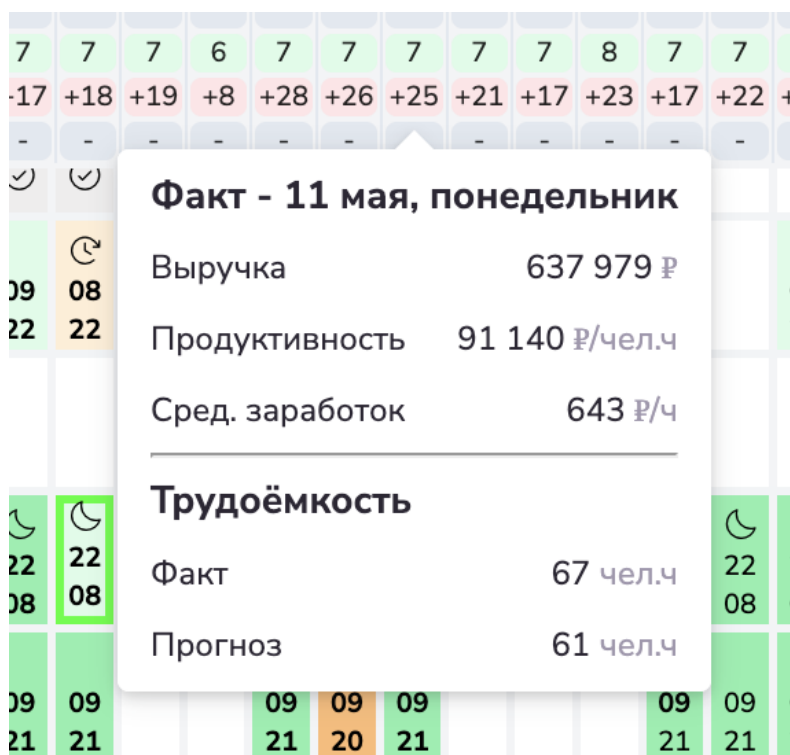 7 7 7 6 7 7 7 7 7 8 7 7
+17 +18 +19 +8 +28 +26 +25 +21 +17 +23 +17 +22 +
- - - - - - - - - - -
Факт - 11 мая, понедельник
Выручка 637 979 ₽
09 08
22 22
Продуктивность 91 140 ₽/чел.ч
Сред. заработок 643 ₽/ч
Трудоёмкость
22 22 22
08 08 08
Факт 67 чел.ч
Прогноз 61 чел.ч
09 09 09 09 09 09 09
21 21 21 20 21 21 21